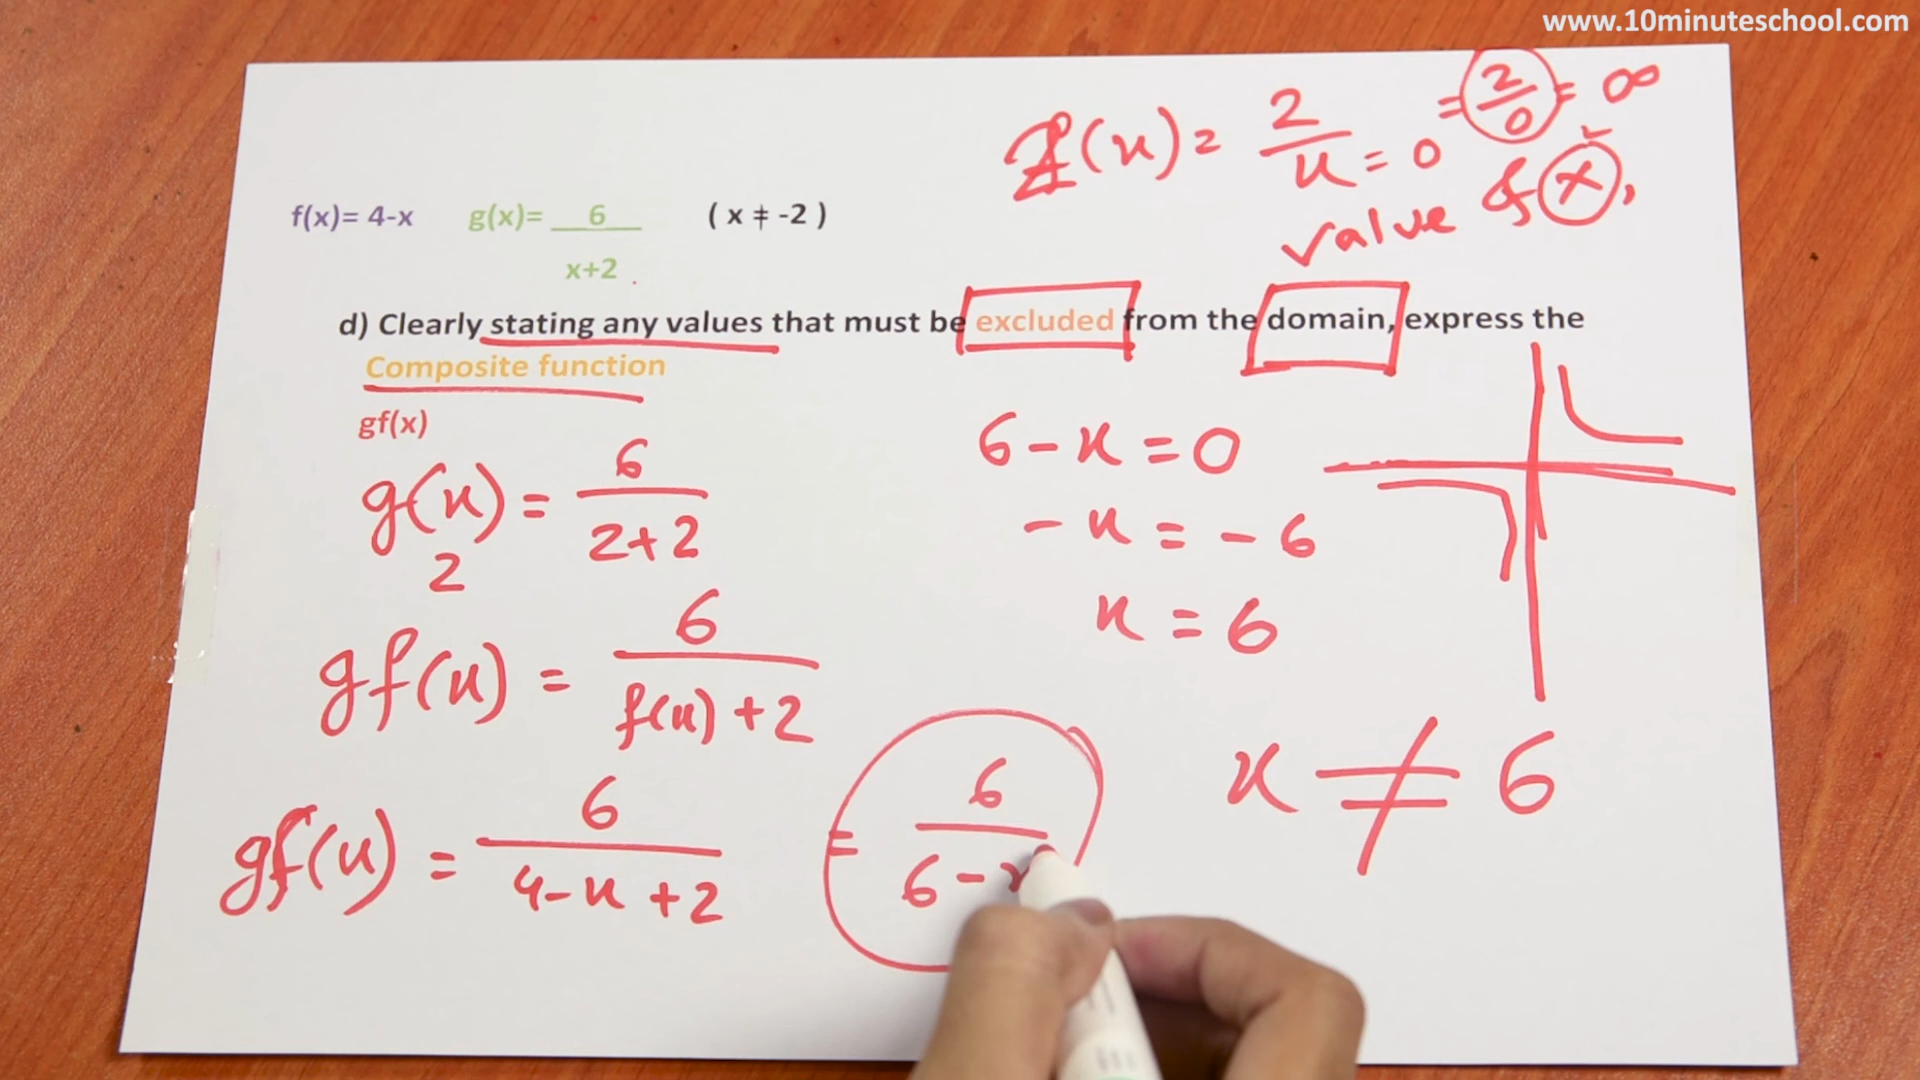 www.10minuteschool.com
f(x) = 2/x = 0 = 2/0 = ∞
value of x,
f(x)= 4-x g(x)= 6 ( x ≠ -2 )
x+2
d) Clearly stating any values that must be excluded from the domain, express the
Composite function
gf(x)
g(x) = 6/2+2
2
gf(x) = 6/f(x)+2
gf(x) = 6/4-x+2 = 6/6-x
6-x = 0
-x = -6
x = 6
x ≠ 6